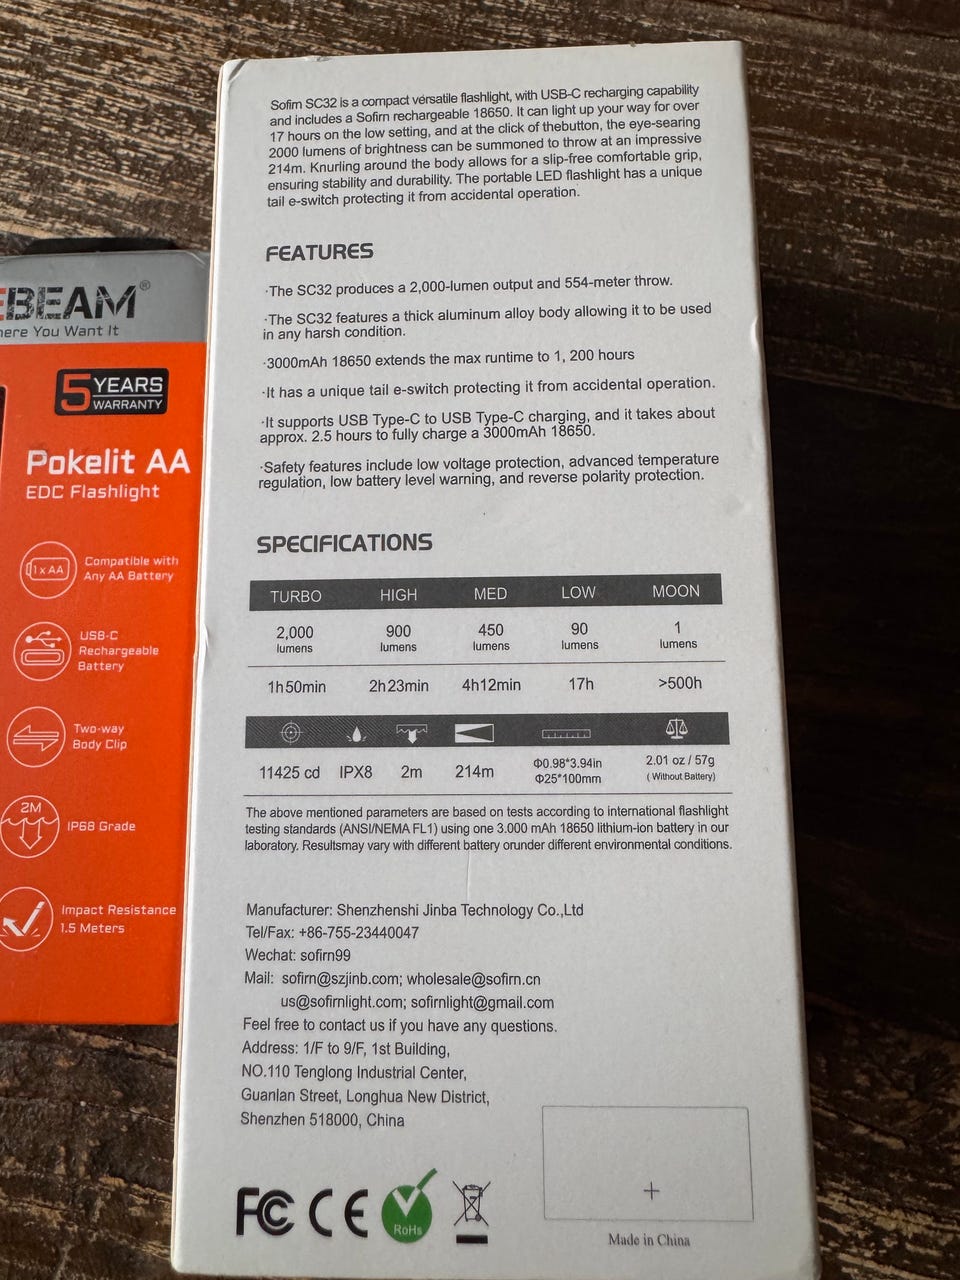 Sofirn SC32 is a compact versatile flashlight, with USB-C recharging capability
and includes a Sofirn rechargeable 18650. It can light up your way for over
17 hours on the low setting, and at the click of thebutton, the eye-searing
2000 lumens of brightness can be summoned to throw at an impressive
214m. Knurling around the body allows for a slip-free comfortable grip,
ensuring stability and durability. The portable LED flashlight has a unique
tail e-switch protecting it from accidental operation.
FEATURES
·The SC32 produces a 2,000-lumen output and 554-meter throw.
·The SC32 features a thick aluminum alloy body allowing it to be used
in any harsh condition.
·3000mAh 18650 extends the max runtime to 1, 200 hours
·It has a unique tail e-switch protecting it from accidental operation.
·It supports USB Type-C to USB Type-C charging, and it takes about
approx. 2.5 hours to fully charge a 3000mAh 18650.
·Safety features include low voltage protection, advanced temperature
regulation, low battery level warning, and reverse polarity protection.
SPECIFICATIONS
TURBO HIGH MED LOW MOON
2,000 900 450 90 1
lumens lumens lumens lumens lumens
1h50min 2h23min 4h12min 17h >500h
11425 cd IPX8 2m 214m Φ0.98*3.94in 2.01 oz / 57g
Φ25*100mm ( Without Battery)
The above mentioned parameters are based on tests according to international flashlight
testing standards (ANSI/NEMA FL1) using one 3.000 mAh 18650 lithium-ion battery in our
laboratory. Resultsmay vary with different battery orunder different environmental conditions.
Manufacturer: Shenzhenshi Jinba Technology Co.,Ltd
Tel/Fax: +86-755-23440047
Wechat: sofirn99
Mail: sofirn@szjinb.com; wholesale@sofirn.cn
us@sofirnlight.com; sofirnlight@gmail.com
Feel free to contact us if you have any questions.
Address: 1/F to 9/F, 1st Building,
NO.110 Tenglong Industrial Center,
Guanlan Street, Longhua New District,
Shenzhen 518000, China
FC CE RoHs
Made in China
EBEAM®
here You Want It
5 YEARS
WARRANTY
Pokelit AA
EDC Flashlight
1 x AA
Compatible with
Any AA Battery
USB-C
Rechargeable
Battery
Two-way
Body Clip
2M
IP68 Grade
Impact Resistance
1.5 Meters